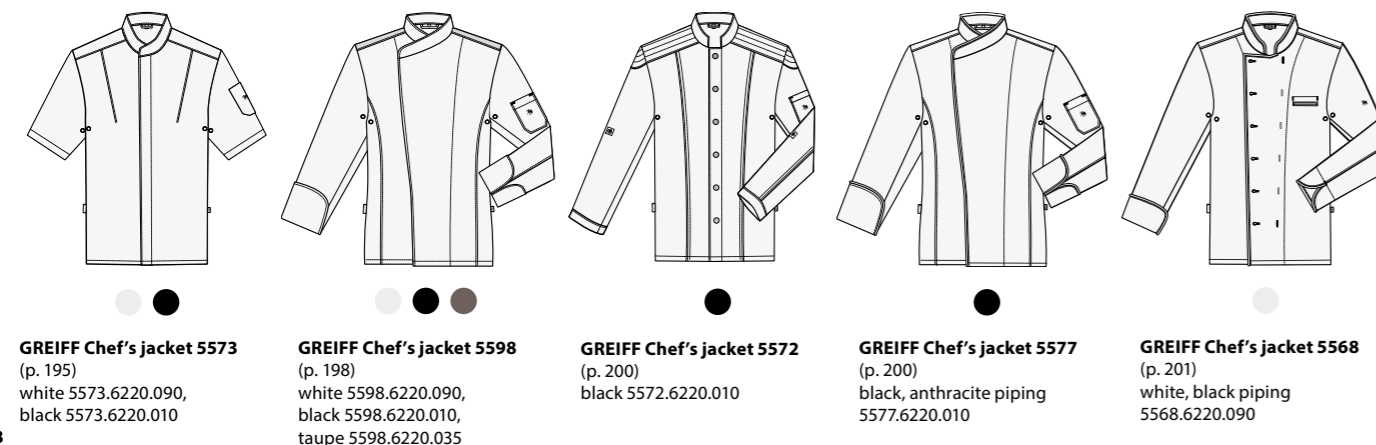 GREIFF Chef's jacket 5573
(p. 195)
white 5573.6220.090,
black 5573.6220.010
GREIFF Chef's jacket 5598
(p. 198)
white 5598.6220.090,
black 5598.6220.010,
taupe 5598.6220.035
GREIFF Chef's jacket 5572
(p. 200)
black 5572.6220.010
GREIFF Chef's jacket 5577
(p. 200)
black, anthracite piping
5577.6220.010
GREIFF Chef's jacket 5568
(p. 201)
white, black piping
5568.6220.090